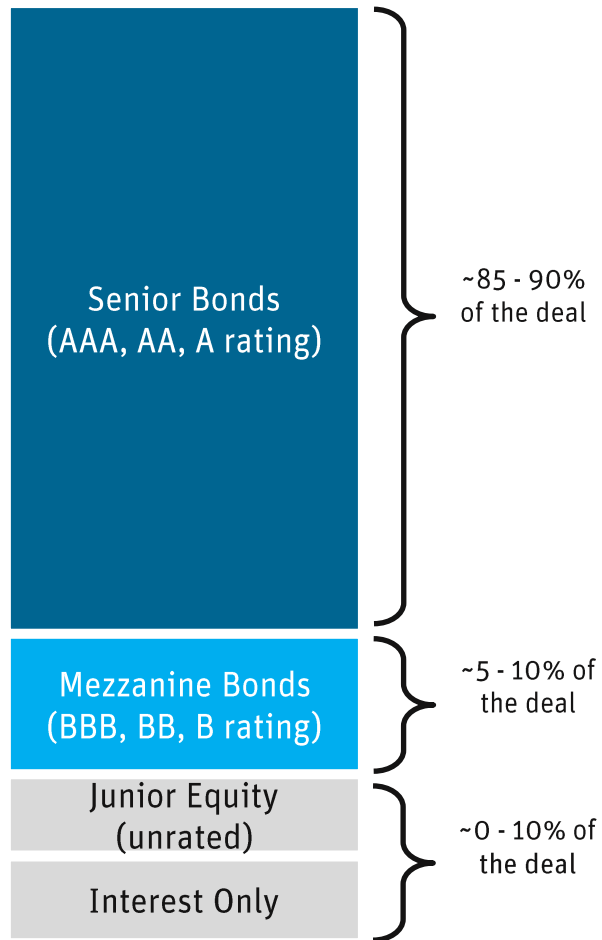 Senior Bonds
(AAA, AA, A rating)
~85 - 90%
of the deal
Mezzanine Bonds
(BBB, BB, B rating)
~5 - 10% of
the deal
Junior Equity
(unrated)
Interest Only
~0 - 10% of
the deal